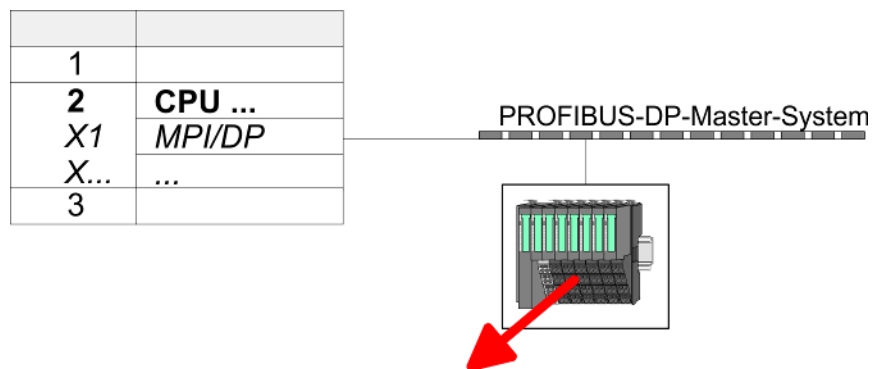 1
2 CPU ...
X1 MPI/DP
X... ...
3
PROFIBUS-DP-Master-System